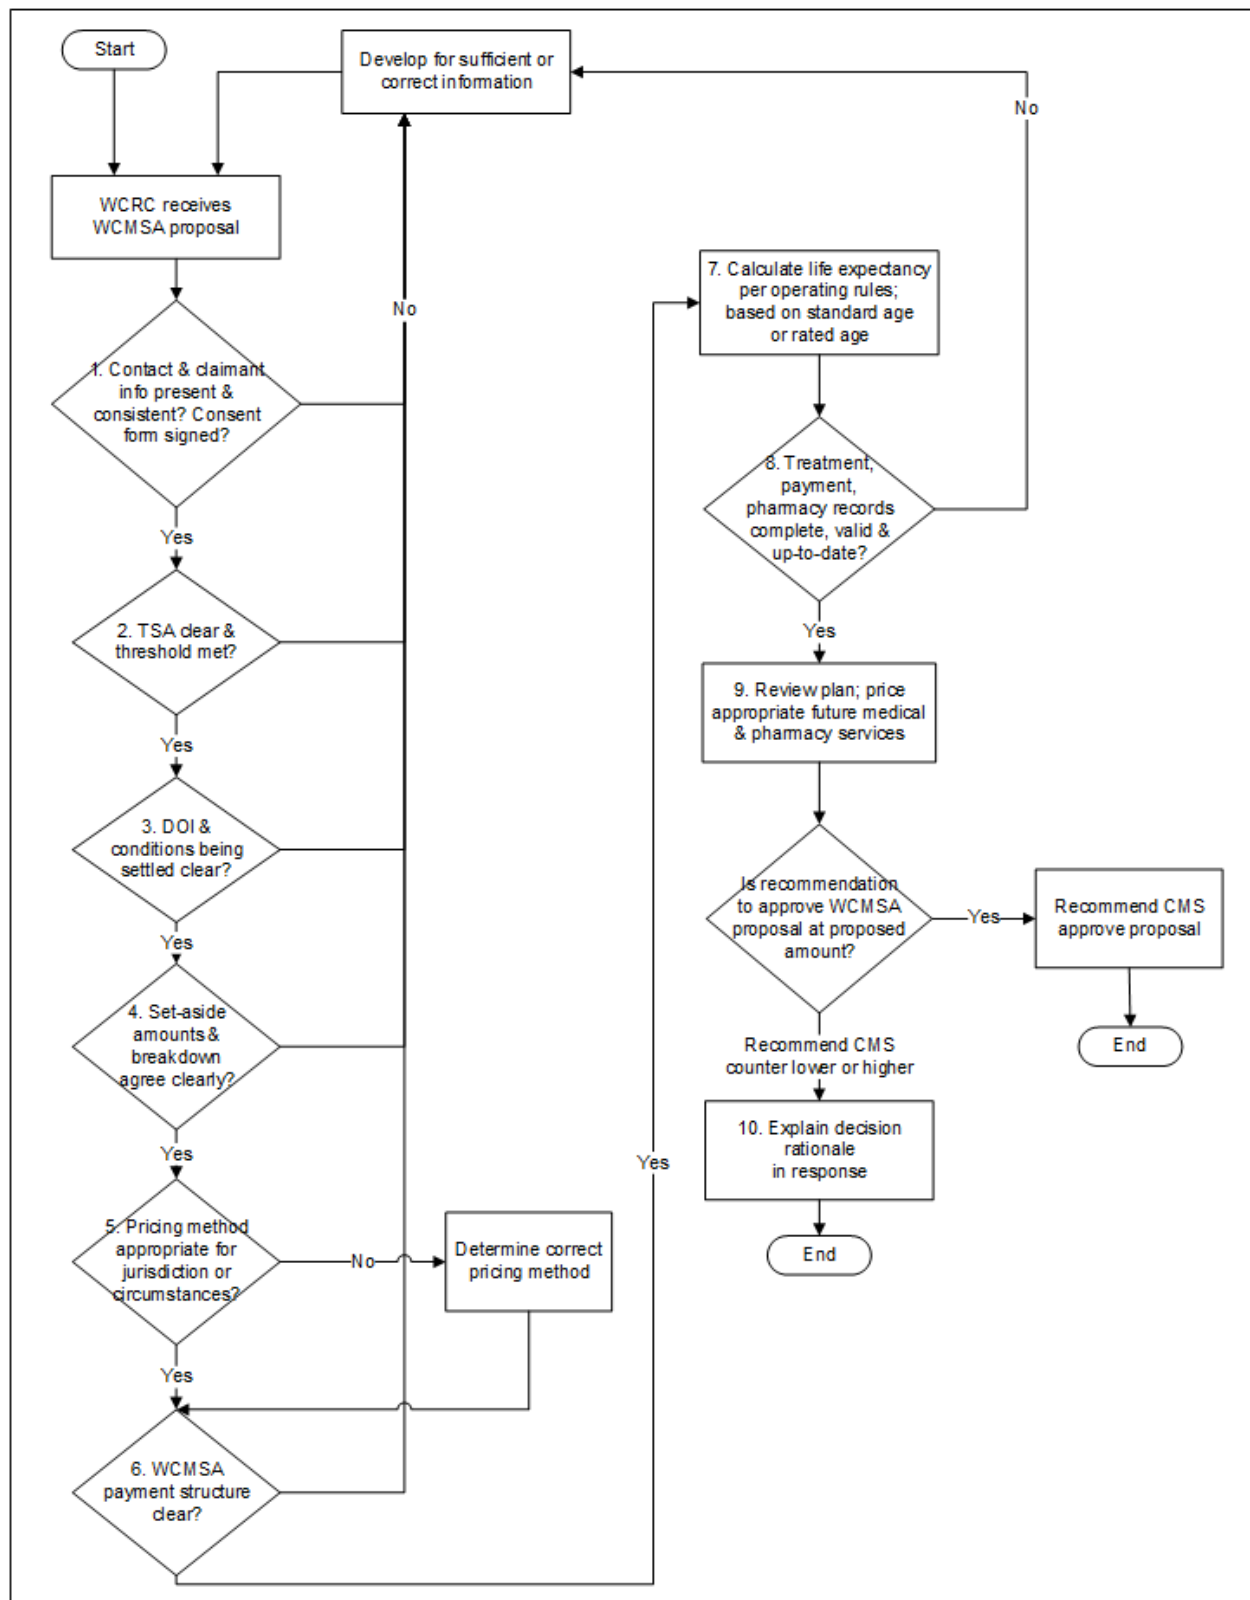 Start
Develop for sufficient or
correct information
WCRC receives
WCMSA proposal
No
1. Contact & claimant
info present &
consistent? Consent
form signed?
Yes
2. TSA clear &
threshold met?
Yes
3. DOI &
conditions being
settled clear?
Yes
4. Set-aside
amounts &
breakdown
agree clearly?
Yes
5. Pricing method
appropriate for
jurisdiction or
circumstances?
No
Determine correct
pricing method
Yes
6. WCMSA
payment structure
clear?
Yes
No
7. Calculate life expectancy
per operating rules;
based on standard age
or rated age
8. Treatment,
payment,
pharmacy records
complete, valid &
up-to-date?
Yes
9. Review plan; price
appropriate future medical
& pharmacy services
Is recommendation
to approve WCMSA
proposal at proposed
amount?
Yes
Recommend CMS
approve proposal
End
Recommend CMS
counter lower or higher
10. Explain decision
rationale
in response
End